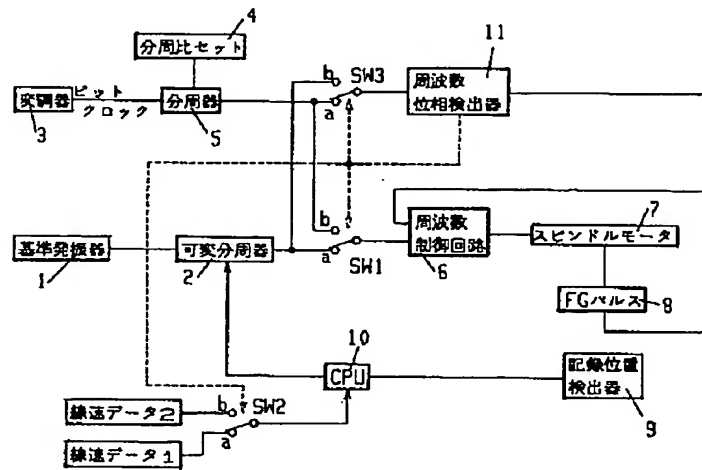 4
分周比セット
11
b
SW3
a
周波数
位相検出器
変調器
ビット
クロック
分周器
3
5
b
a
SW1
周波数
制御回路
6
7
スピンドルモータ
基準発振器
可変分周器
1
2
FGパルス
8
10
CPU
記録位置
検出器
9
線速データ2
b
SW2
a
線速データ1